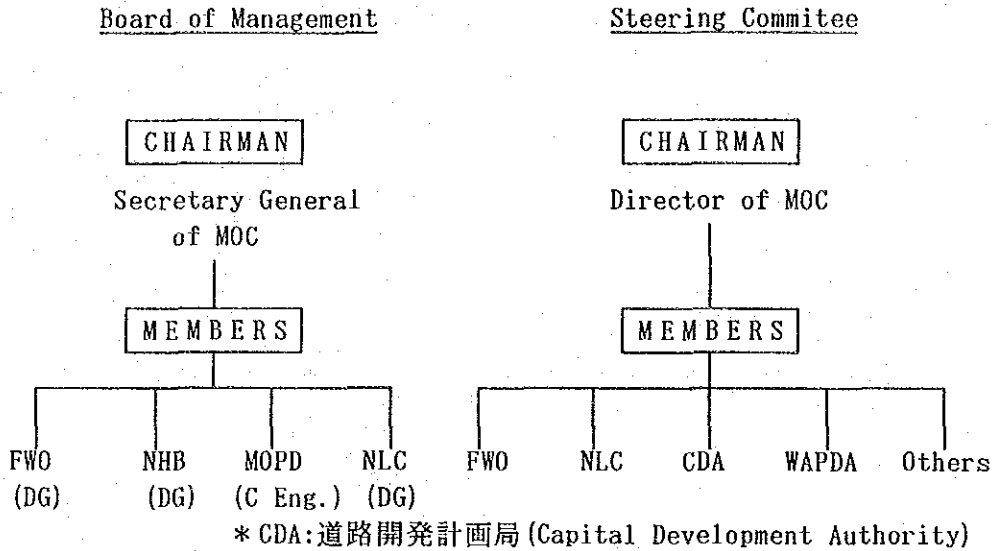 Board of Management
Steering Commitee
CHAIRMAN
CHAIRMAN
Secretary General
of MOC
Director of MOC
MEMBERS
MEMBERS
FWO NHB MOPD NLC FWO NLC CDA WAPDA Others
(DG) (DG) (C Eng.) (DG)
* CDA:道路開発計画局 (Capital Development Authority)